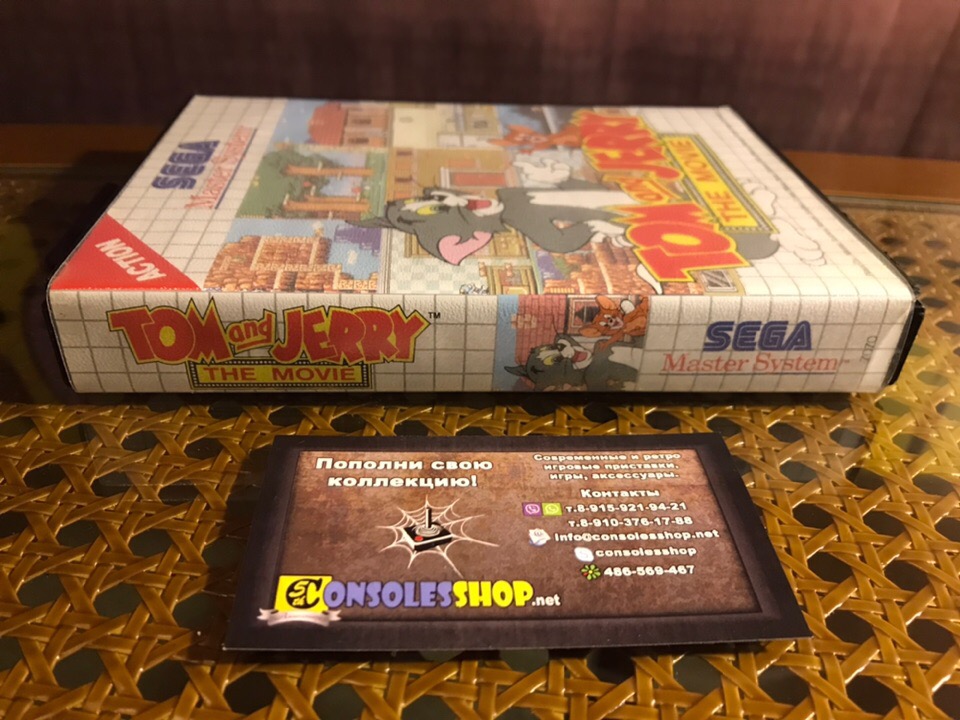 SEGA
Master System
ACTION
TOM and JERRY
THE MOVIE
TOM and JERRY™
THE MOVIE
SEGA
Master System™
Пополни свою
коллекцию!
Современные и ретро
игровые приставки,
игры, аксессуары.
Контакты
т.8-915-921-94-21
т.8-910-376-17-88
info@consolesshop.net
consolesshop
486-569-467
CONSOLESSHOP.net